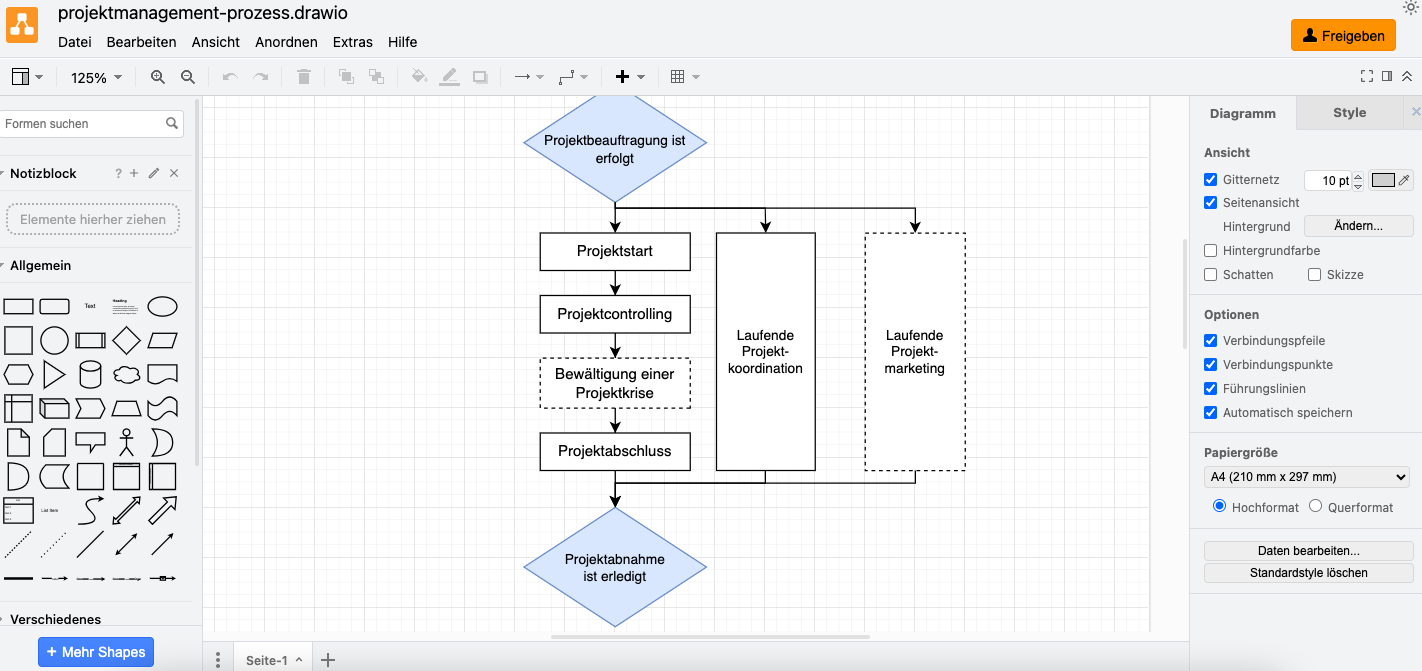 projektmanagement-prozess.drawio
Datei Bearbeiten Ansicht Anordnen Extras Hilfe
Freigeben
125%
Formen suchen
Notizblock
?
Elemente hierher ziehen
Allgemein
Text
Heading
List Item
Verschiedenes
+ Mehr Shapes
Projektbeauftragung ist
erfolgt
Projektstart
Projektcontrolling
Bewältigung einer
Projektkrise
Projektabschluss
Laufende
Projekt-
koordination
Laufende
Projekt-
marketing
Projektabnahme
ist erledigt
Seite-1
Diagramm
Style
Ansicht
Gitternetz
10 pt
Seitenansicht
Hintergrund
Ändern...
Hintergrundfarbe
Schatten
Skizze
Optionen
Verbindungspfeile
Verbindungspunkte
Führungslinien
Automatisch speichern
Papiergröße
A4 (210 mm x 297 mm)
Hochformat
Querformat
Daten bearbeiten...
Standardstyle löschen